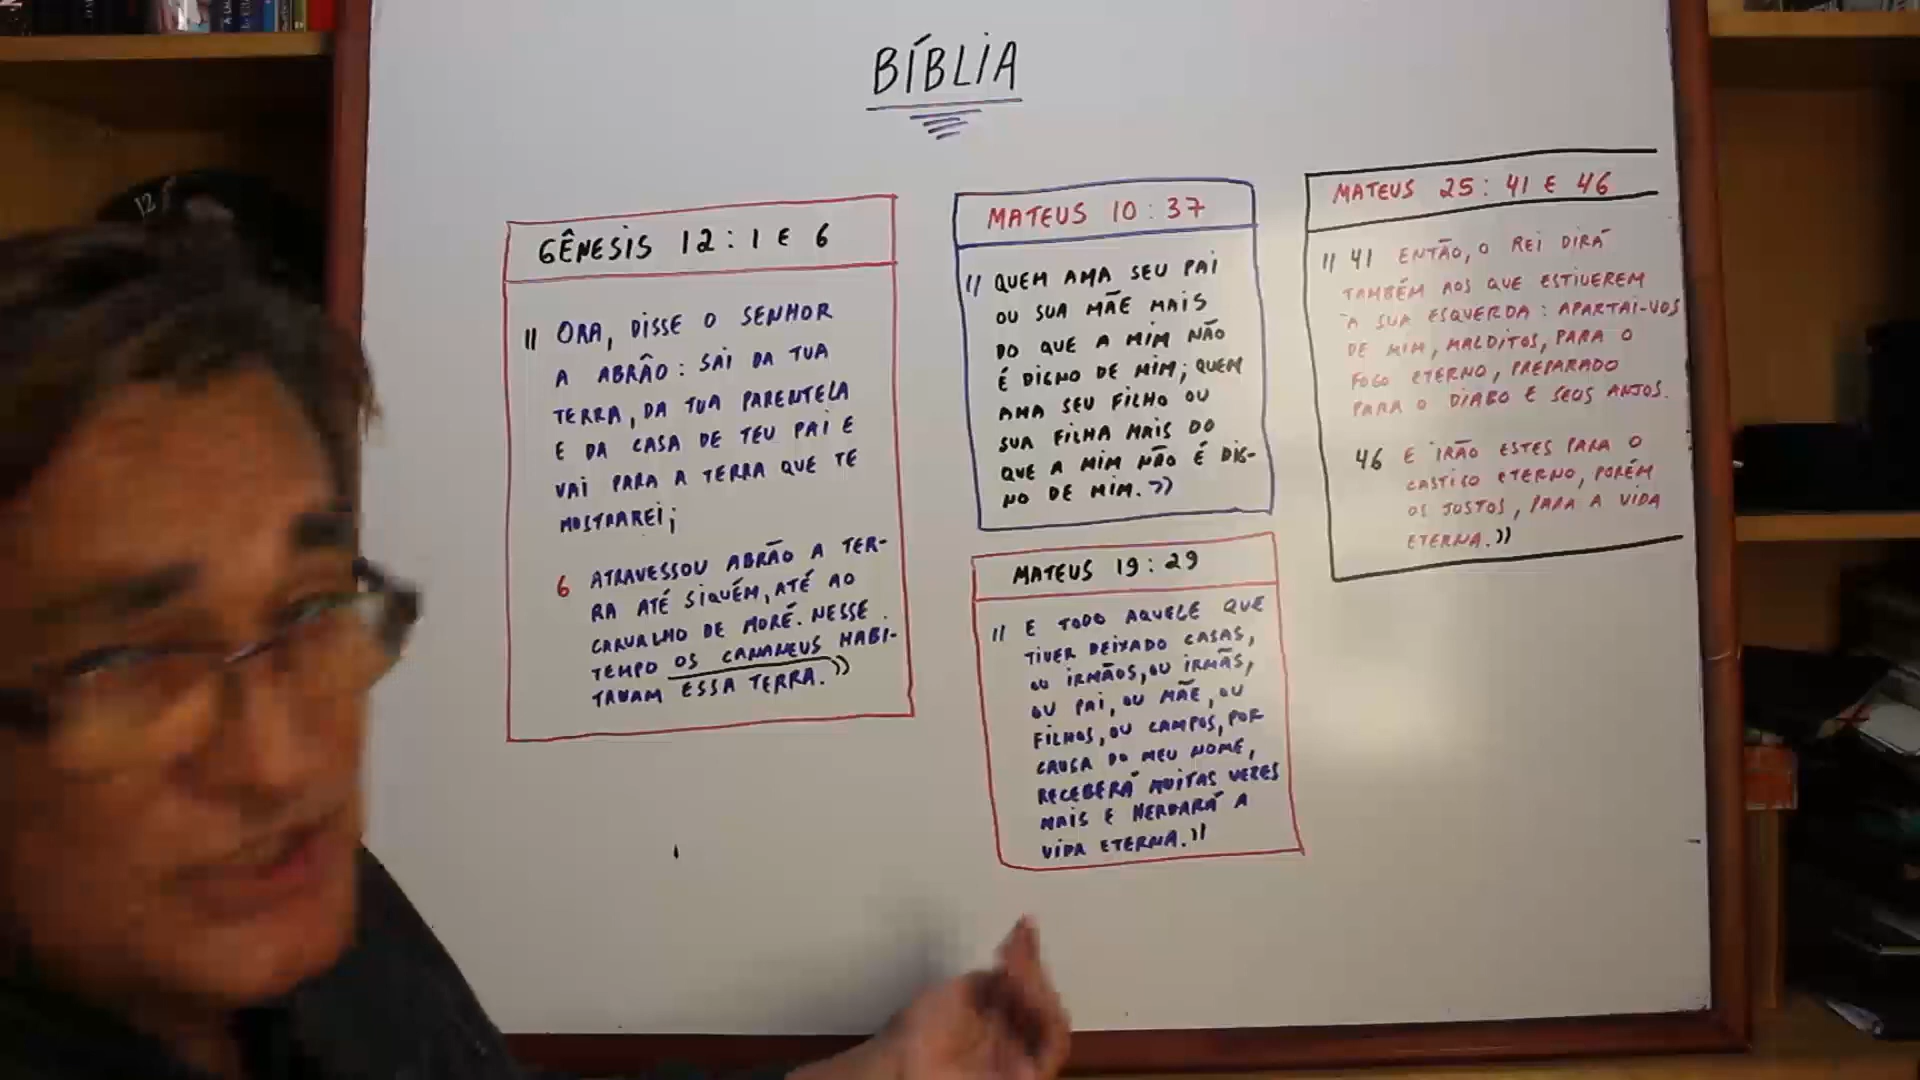 BÍBLIA
GÊNESIS 12:1 E 6
" ORA, DISSE O SENHOR
A ABRÃO: SAI DA TUA
TERRA, DA TUA PARENTELA
E DA CASA DE TEU PAI E
VAI PARA A TERRA QUE TE
MOSTRAREI;
6 ATRAVESSOU ABRÃO A TER-
RA ATÉ SIQUÉM, ATÉ AO
CARVALHO DE MORÉ. NESSE
TEMPO OS CANANEUS HABI-
TAVAM ESSA TERRA."
MATEUS 10:37
" QUEM AMA SEU PAI
OU SUA MÃE MAIS
DO QUE A MIM NÃO
É DIGNO DE MIM; QUEM
AMA SEU FILHO OU
SUA FILHA MAIS DO
QUE A MIM NÃO É DIG-
NO DE MIM."
MATEUS 19:29
" E TODO AQUELE QUE
TIVER DEIXADO CASAS,
OU IRMÃOS, OU IRMÃS,
OU PAI, OU MÃE, OU
FILHOS, OU CAMPOS, POR
CAUSA DO MEU NOME,
RECEBERÁ MUITAS VEZES
MAIS E HERDARÁ A
VIDA ETERNA."
MATEUS 25:41 E 46
" 41 ENTÃO, O REI DIRÁ
TAMBÉM AOS QUE ESTIVEREM
À SUA ESQUERDA: APARTAI-VOS
DE MIM, MALDITOS, PARA O
FOGO ETERNO, PREPARADO
PARA O DIABO E SEUS ANJOS.
46 E IRÃO ESTES PARA O
CASTIGO ETERNO, PORÉM
OS JUSTOS, PARA A VIDA
ETERNA."
12